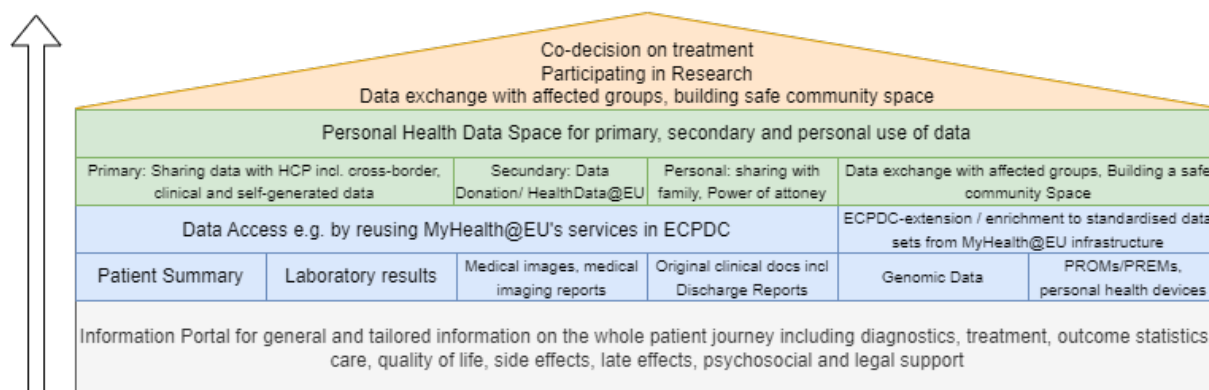 Co-decision on treatment
Participating in Research
Data exchange with affected groups, building safe community space
Personal Health Data Space for primary, secondary and personal use of data
Primary: Sharing data with HCP incl. cross-border,
clinical and self-generated data
Secundary: Data
Donation/ HealthData@EU
Personal: sharing with
family, Power of attoney
Data exchange with affected groups, Building a safe
community Space
Data Access e.g. by reusing MyHealth@EU's services in ECPDC
ECPDC-extension / enrichment to standardised data
sets from MyHealth@EU infrastructure
Patient Summary
Laboratory results
Medical images, medical
imaging reports
Original clinical docs incl
Discharge Reports
Genomic Data
PROMs/PREMs,
personal health devices
Information Portal for general and tailored information on the whole patient journey including diagnostics, treatment, outcome statistics
care, quality of life, side effects, late effects, psychosocial and legal support